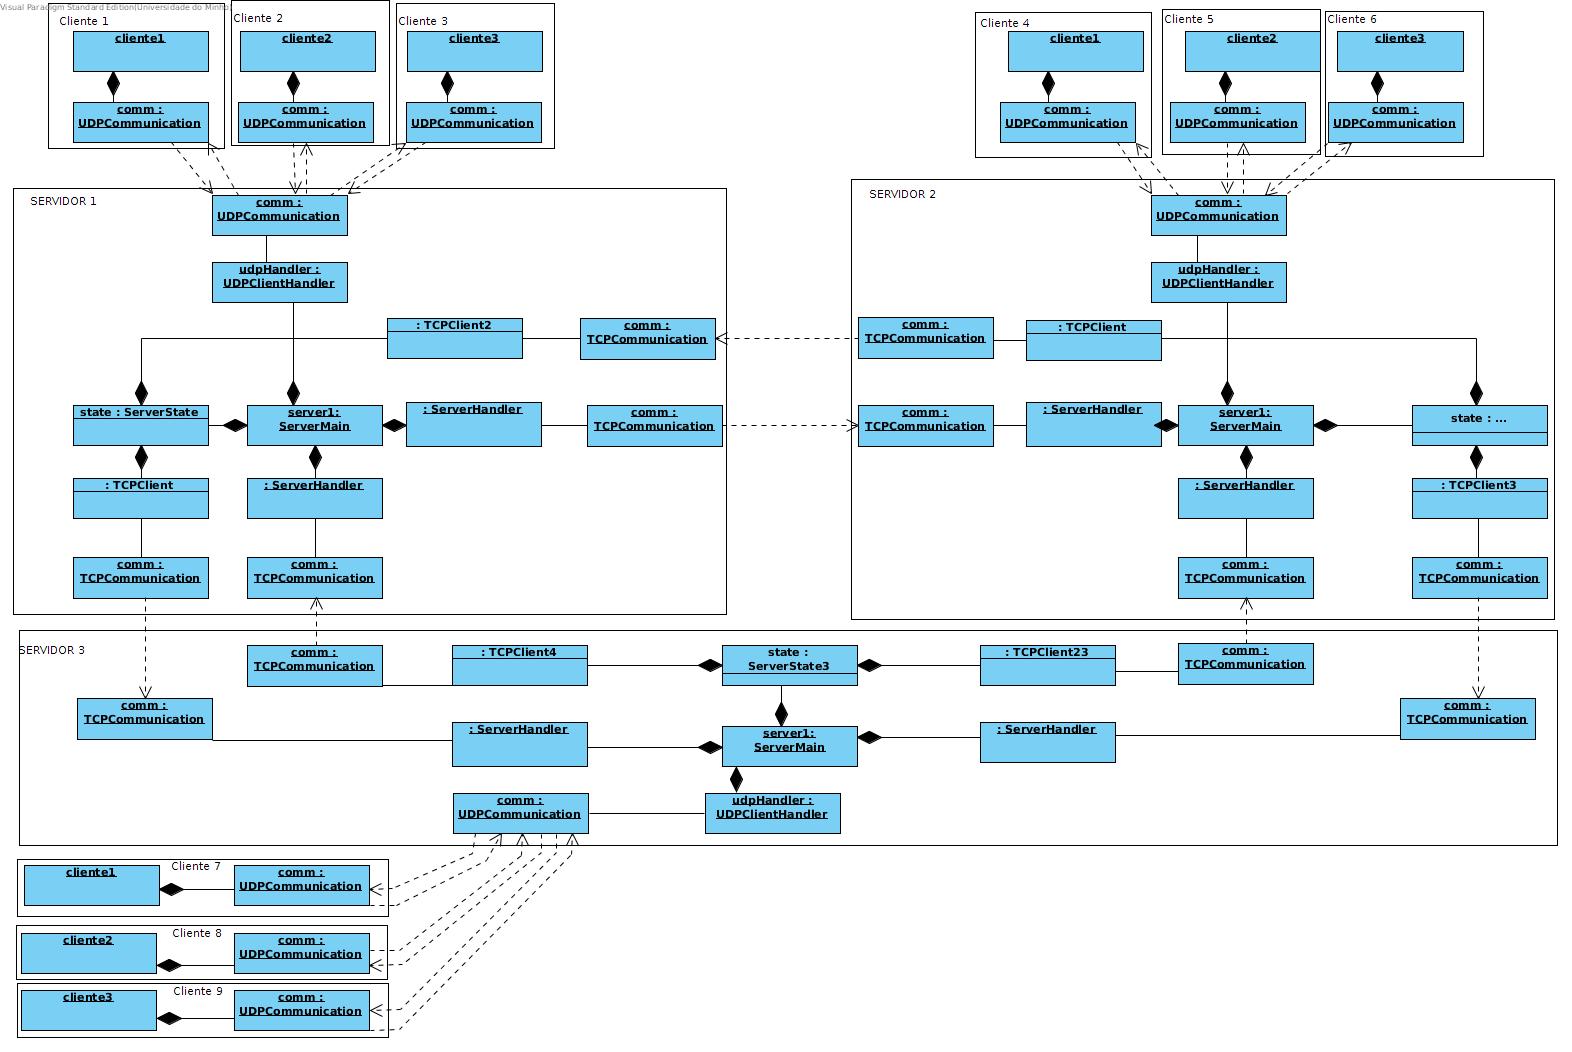 Visual Paradigm Standard Edition(Universidade do Minho)
Cliente 1
cliente1
comm :
UDPCommunication
Cliente 2
cliente2
comm :
UDPCommunication
Cliente 3
cliente3
comm :
UDPCommunication
Cliente 4
cliente1
comm :
UDPCommunication
Cliente 5
cliente2
comm :
UDPCommunication
Cliente 6
cliente3
comm :
UDPCommunication
SERVIDOR 1
comm :
UDPCommunication
udpHandler :
UDPClientHandler
: TCPClient2
comm :
TCPCommunication
state : ServerState
server1:
ServerMain
: ServerHandler
comm :
TCPCommunication
: TCPClient
: ServerHandler
comm :
TCPCommunication
comm :
TCPCommunication
SERVIDOR 2
comm :
UDPCommunication
udpHandler :
UDPClientHandler
comm :
TCPCommunication
: TCPClient
comm :
TCPCommunication
: ServerHandler
server1:
ServerMain
state : ...
: ServerHandler
: TCPClient3
comm :
TCPCommunication
comm :
TCPCommunication
SERVIDOR 3
comm :
TCPCommunication
: TCPClient4
state :
ServerState3
: TCPClient23
comm :
TCPCommunication
comm :
TCPCommunication
: ServerHandler
server1:
ServerMain
: ServerHandler
comm :
TCPCommunication
comm :
UDPCommunication
udpHandler :
UDPClientHandler
Cliente 7
cliente1
comm :
UDPCommunication
Cliente 8
cliente2
comm :
UDPCommunication
Cliente 9
cliente3
comm :
UDPCommunication